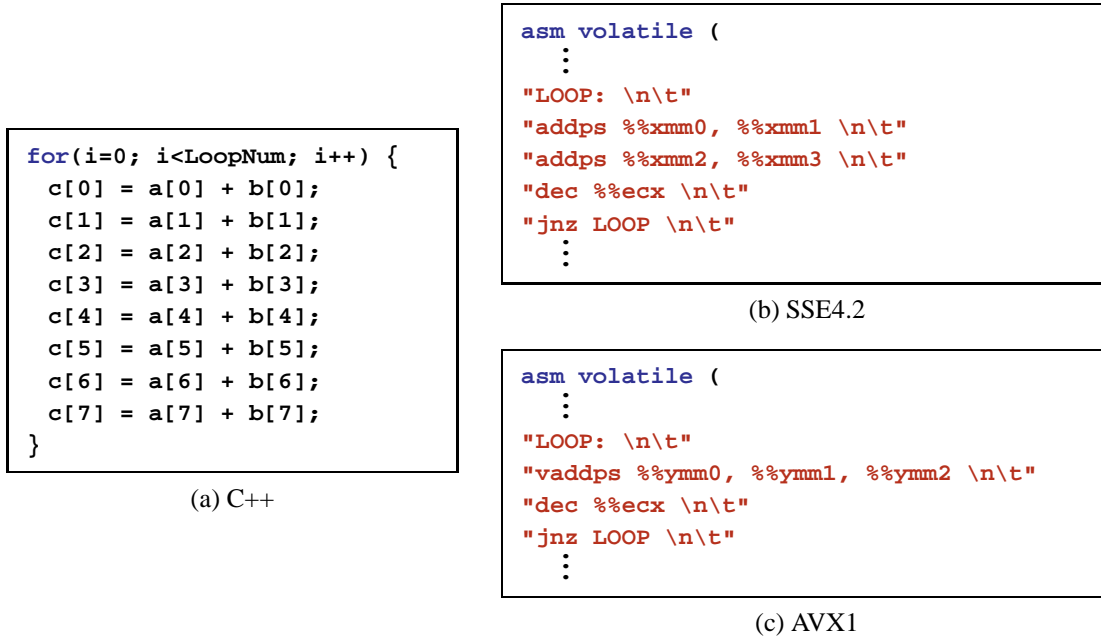 for(i=0; i<LoopNum; i++) {
c[0] = a[0] + b[0];
c[1] = a[1] + b[1];
c[2] = a[2] + b[2];
c[3] = a[3] + b[3];
c[4] = a[4] + b[4];
c[5] = a[5] + b[5];
c[6] = a[6] + b[6];
c[7] = a[7] + b[7];
}
(a) C++
asm volatile (
⋮
"LOOP: \n\t"
"addps %%xmm0, %%xmm1 \n\t"
"addps %%xmm2, %%xmm3 \n\t"
"dec %%ecx \n\t"
"jnz LOOP \n\t"
⋮
(b) SSE4.2
asm volatile (
⋮
"LOOP: \n\t"
"vaddps %%ymm0, %%ymm1, %%ymm2 \n\t"
"dec %%ecx \n\t"
"jnz LOOP \n\t"
⋮
(c) AVX1